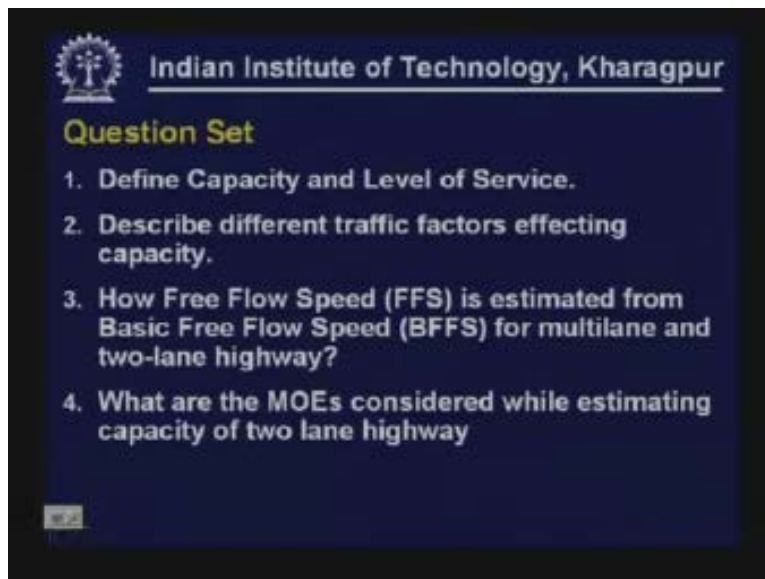 Indian Institute of Technology, Kharagpur
Question Set
1. Define Capacity and Level of Service.
2. Describe different traffic factors effecting
capacity.
3. How Free Flow Speed (FFS) is estimated from
Basic Free Flow Speed (BFFS) for multilane and
two-lane highway?
4. What are the MOEs considered while estimating
capacity of two lane highway